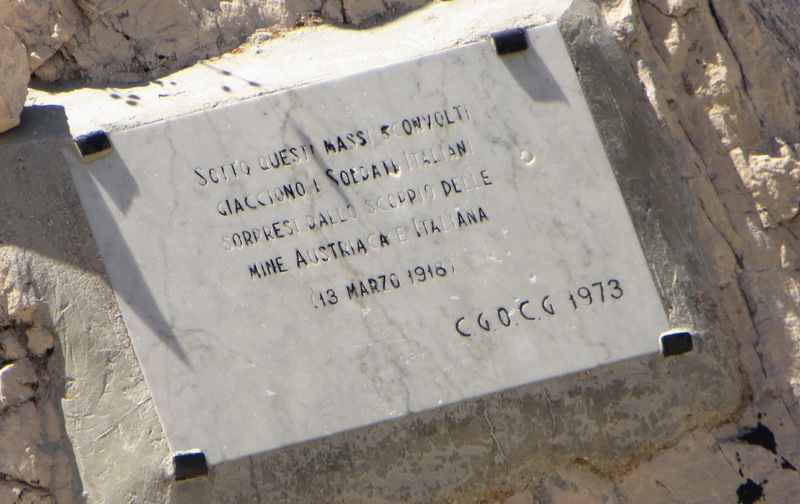 SOTTO QUESTI MASSI SCONVOLTI
GIACCIONO I SOLDATI ITALIANI
SORPRESI DALLO SCOPPIO DELLE
MINE AUSTRIACA E ITALIANA
(13 MARZO 1918)
C.G.O.C.G 1973